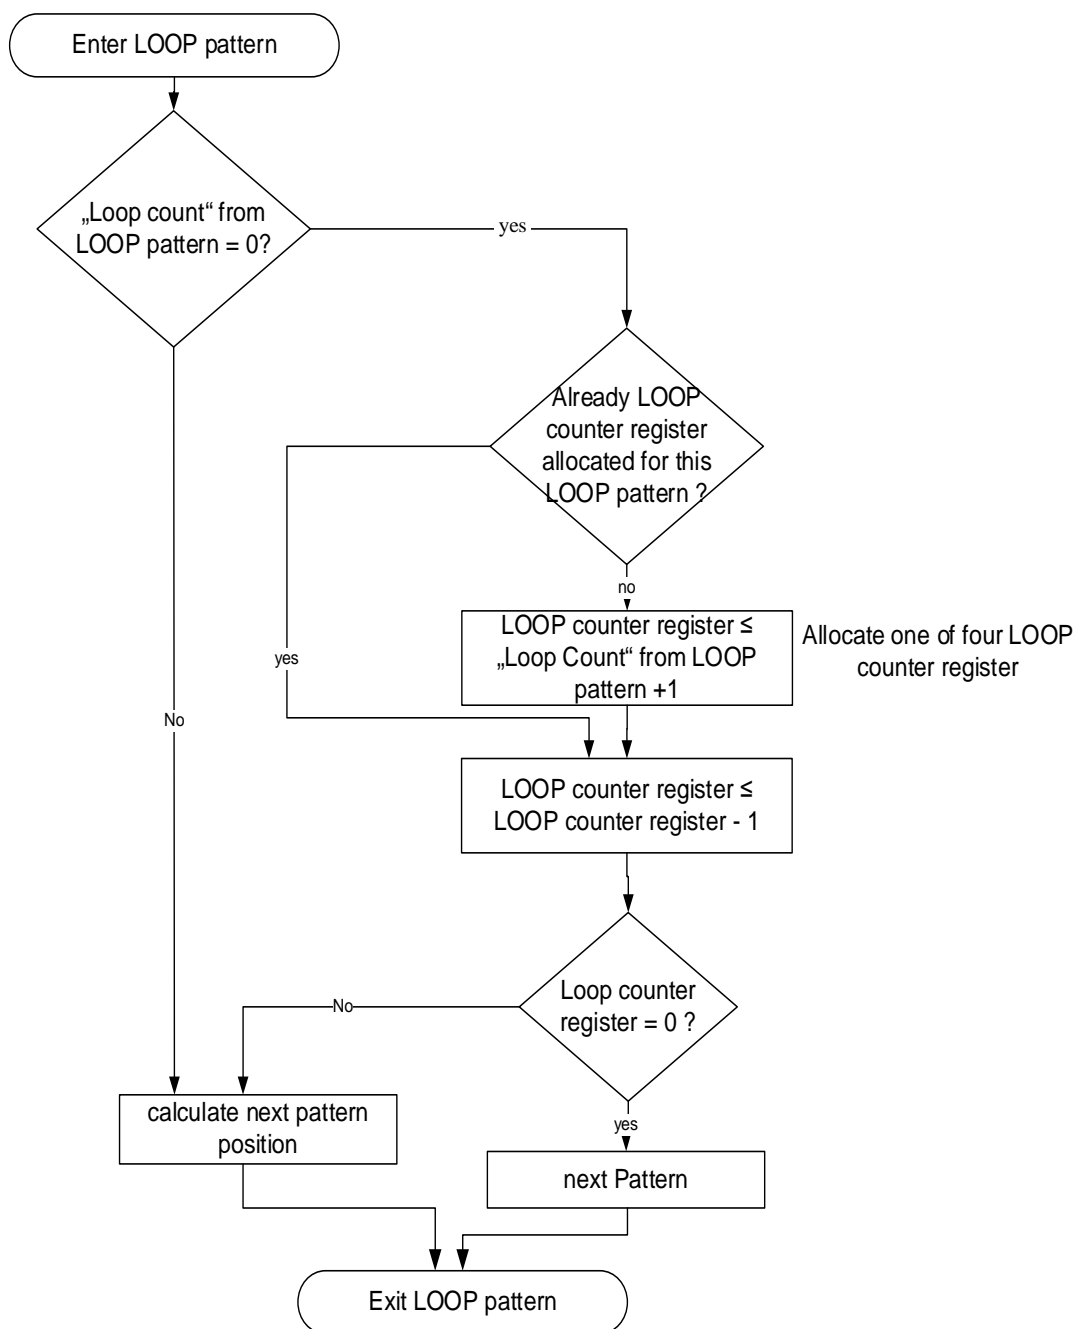 Enter LOOP pattern
„Loop count“ from
LOOP pattern = 0?
yes
Already LOOP
counter register
allocated for this
LOOP pattern ?
no
LOOP counter register ≤
„Loop Count“ from LOOP
pattern +1
Allocate one of four LOOP
counter register
yes
No
LOOP counter register ≤
LOOP counter register - 1
Loop counter
register = 0 ?
No
calculate next pattern
position
yes
next Pattern
Exit LOOP pattern